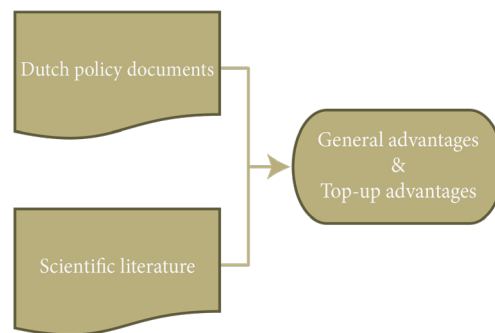 Dutch policy documents
General advantages
&
Top-up advantages
Scientific literature